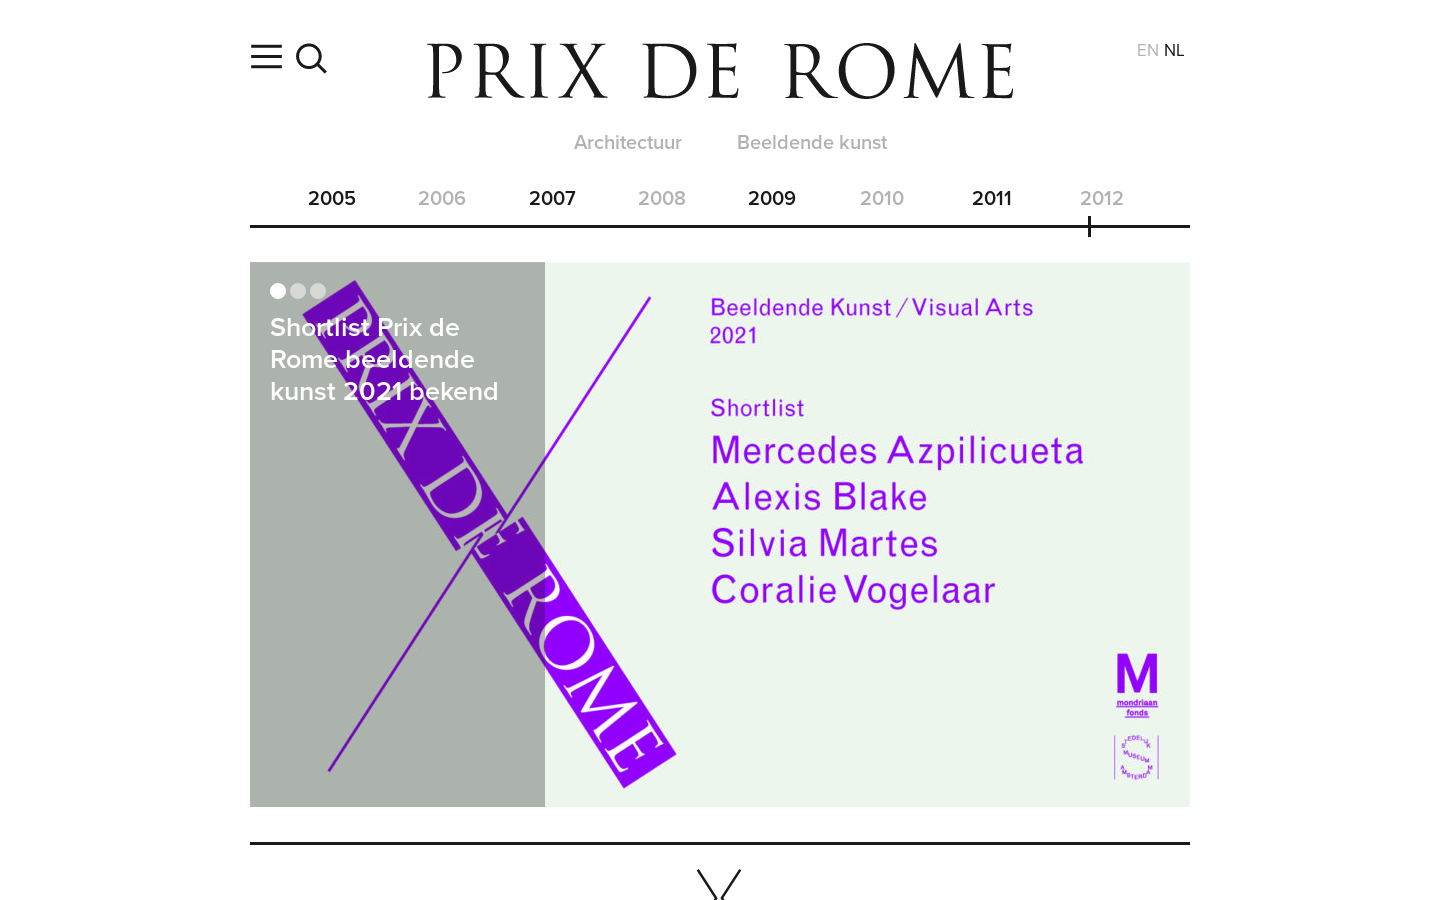 PRIX DE ROME
EN NL
Architectuur Beeldende kunst
2005 2006 2007 2008 2009 2010 2011 2012
Shortlist Prix de
Rome beeldende
kunst 2021 bekend
PRIX DE ROME
Beeldende Kunst / Visual Arts
2021
Shortlist
Mercedes Azpilicueta
Alexis Blake
Silvia Martes
Coralie Vogelaar
M
mondriaan
fonds
STEDELIJK
MUSEUM
AMSTERDAM